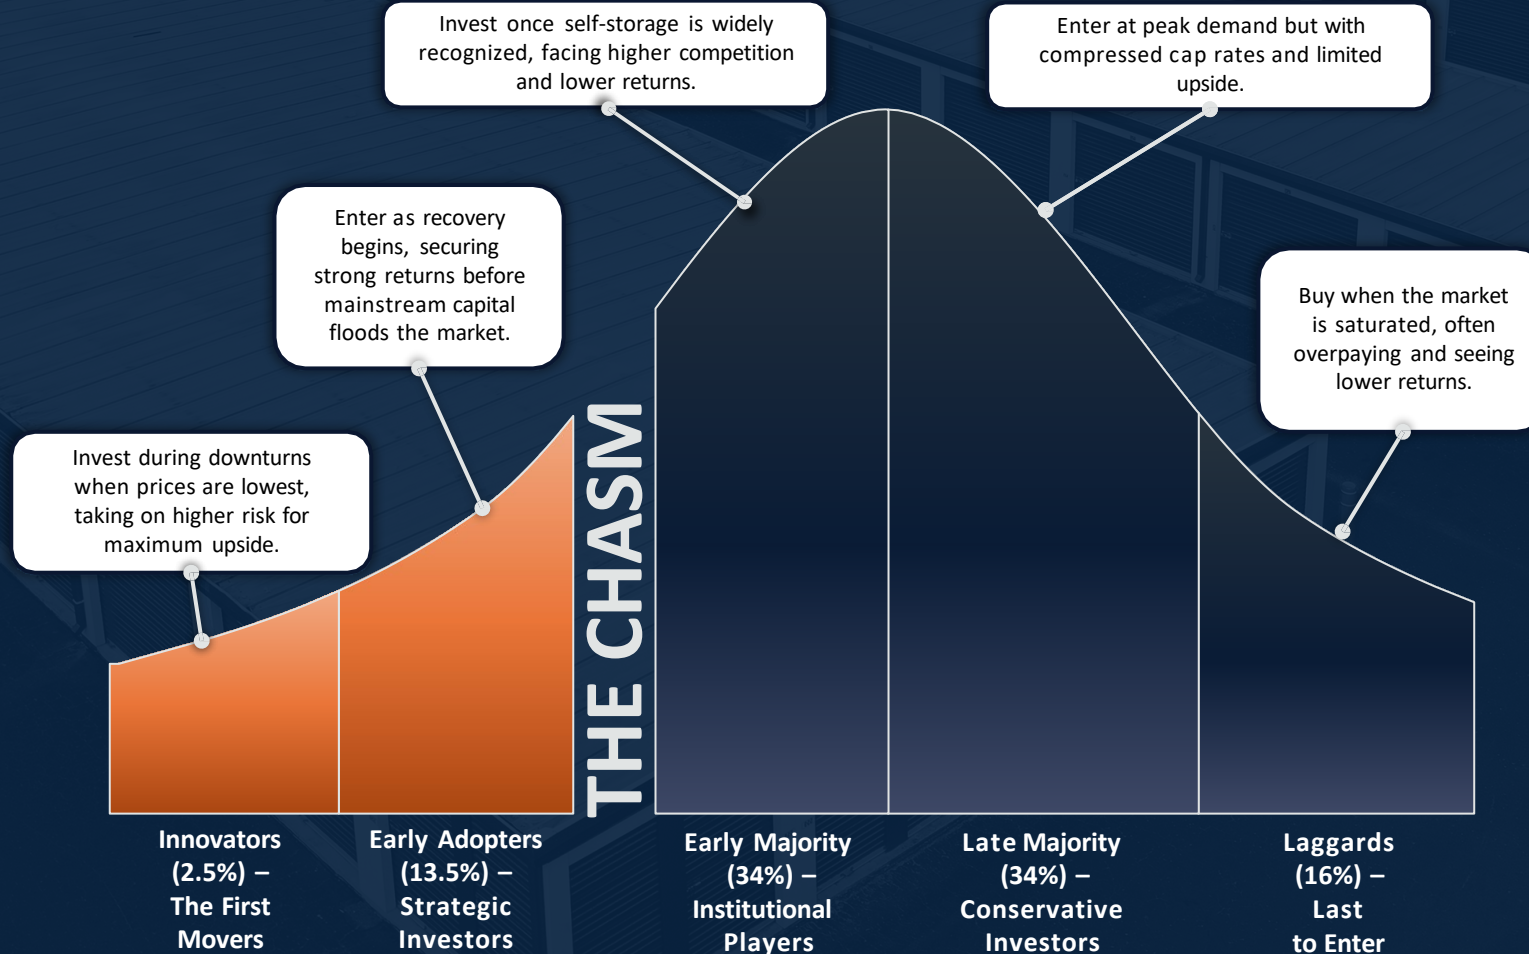 Invest once self-storage is widely
recognized, facing higher competition
and lower returns.
Enter at peak demand but with
compressed cap rates and limited
upside.
Enter as recovery
begins, securing
strong returns before
mainstream capital
floods the market.
Buy when the market
is saturated, often
overpaying and seeing
lower returns.
Invest during downturns
when prices are lowest,
taking on higher risk for
maximum upside.
THE CHASM
Innovators
(2.5%) –
The First
Movers
Early Adopters
(13.5%) –
Strategic
Investors
Early Majority
(34%) –
Institutional
Players
Late Majority
(34%) –
Conservative
Investors
Laggards
(16%) –
Last
to Enter